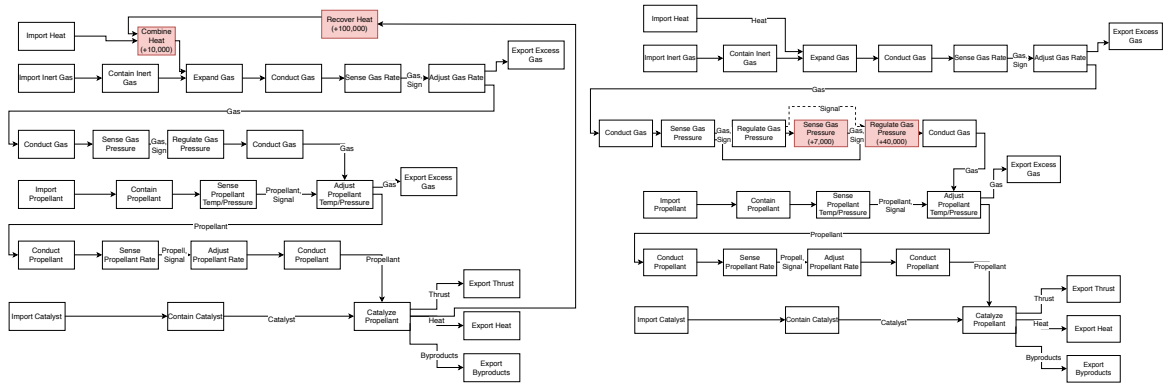 Recover Heat
(+100,000)
Import Heat
Combine
Heat
(+10,000)
Export Excess
Gas
Import Inert Gas
Contain Inert
Gas
Expand Gas
Conduct Gas
Sense Gas Rate
Gas,
Sign
Adjust Gas Rate
Gas
Conduct Gas
Sense Gas
Pressure
Gas,
Sign
Regulate Gas
Pressure
Conduct Gas
Gas
Import
Propellant
Contain
Propellant
Sense
Propellant
Temp/Pressure
Propellant,
Signal
Adjust
Propellant
Temp/Pressure
Gas
Export Excess
Gas
Propellant
Conduct
Propellant
Sense
Propellant Rate
Propell,
Signal
Adjust
Propellant Rate
Conduct
Propellant
Propellant
Import Catalyst
Contain Catalyst
Catalyst
Catalyze
Propellant
Thrust
Export Thrust
Heat
Export Heat
Byproducts
Export
Byproducts
Import Heat
Heat
Export Excess
Gas
Import Inert Gas
Contain Inert
Gas
Expand Gas
Conduct Gas
Sense Gas Rate
Gas,
Sign
Adjust Gas Rate
Gas
Signal
Conduct Gas
Sense Gas
Pressure
Gas,
Sign
Regulate Gas
Pressure
Sense Gas
Pressure
(+7,000)
Gas,
Sign
Regulate Gas
Pressure
(+40,000)
Conduct Gas
Gas
Gas
Export Excess
Gas
Import
Propellant
Contain
Propellant
Sense
Propellant
Temp/Pressure
Propellant,
Signal
Adjust
Propellant
Temp/Pressure
Propellant
Conduct
Propellant
Sense
Propellant Rate
Propell,
Signal
Adjust
Propellant Rate
Conduct
Propellant
Propellant
Import Catalyst
Contain Catalyst
Catalyst
Catalyze
Propellant
Thrust
Export Thrust
Heat
Export Heat
Byproducts
Export
Byproducts